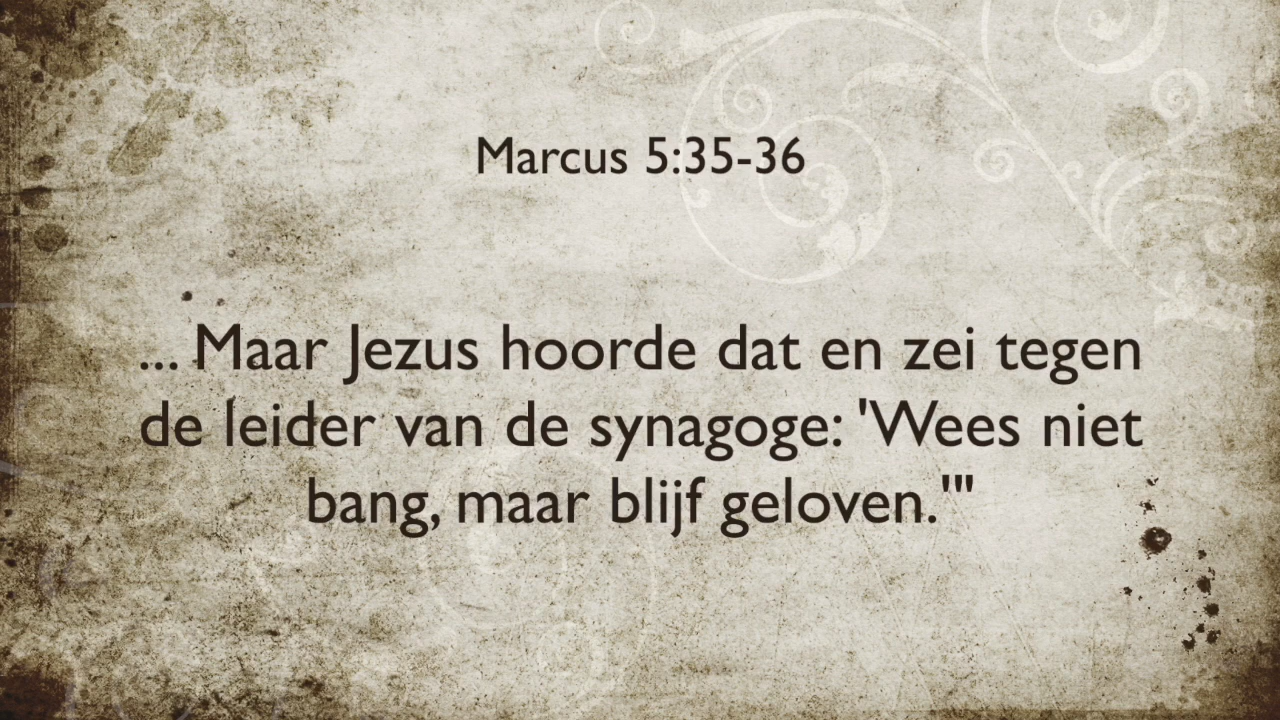 Marcus 5:35-36
... Maar Jezus hoorde dat en zei tegen
de leider van de synagoge: 'Wees niet
bang, maar blijf geloven.'"